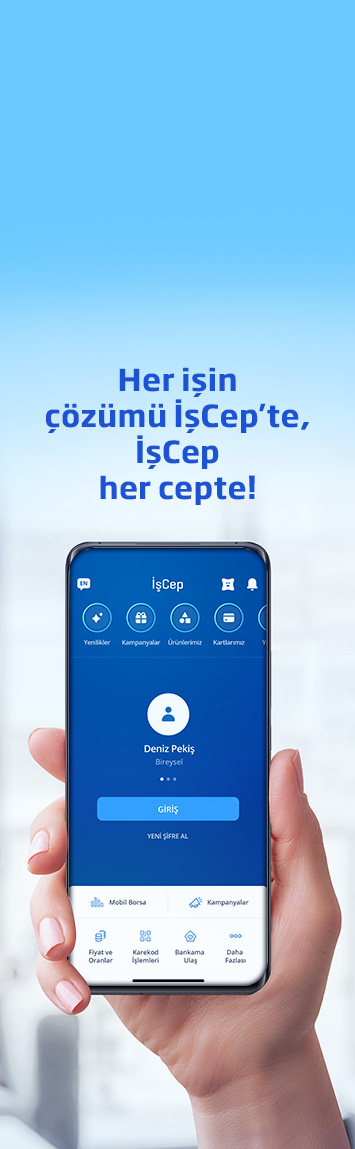 Her işin
çözümü İşCep’te,
İşCep
her cepte!
EN
İşCep
Yenilikler Kampanyalar Ürünlerimiz Kartlarımız Y
Deniz Pekiş
Bireysel
GİRİŞ
YENİ ŞİFRE AL
Mobil Borsa Kampanyalar
Fiyat ve Karekod Bankama Daha
Oranlar İşlemleri Ulaş Fazlası